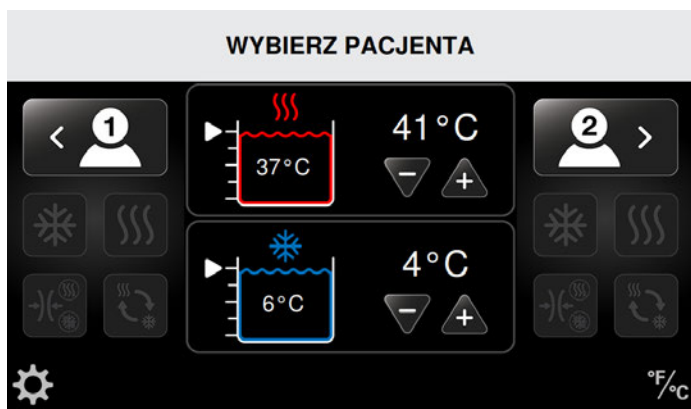 WYBIERZ PACJENTA
< 1
41°C
2 >
37°C
− +
4°C
6°C
− +
°F/°C